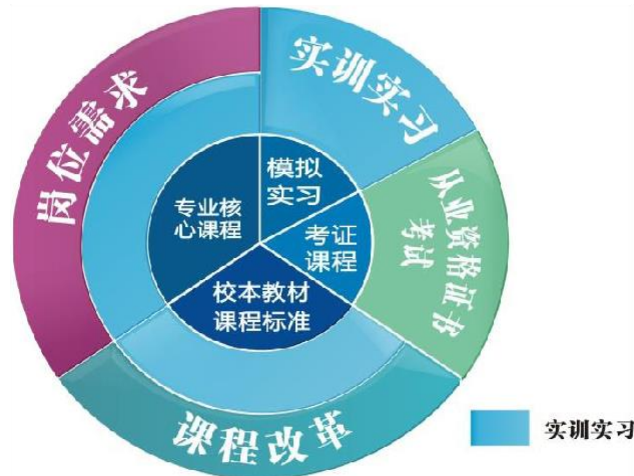 岗位需求
实训实习
从业资格证书
考试
课程改革
专业核
心课程
模拟
实习
考证
课程
校本教材
课程标准
实训实习